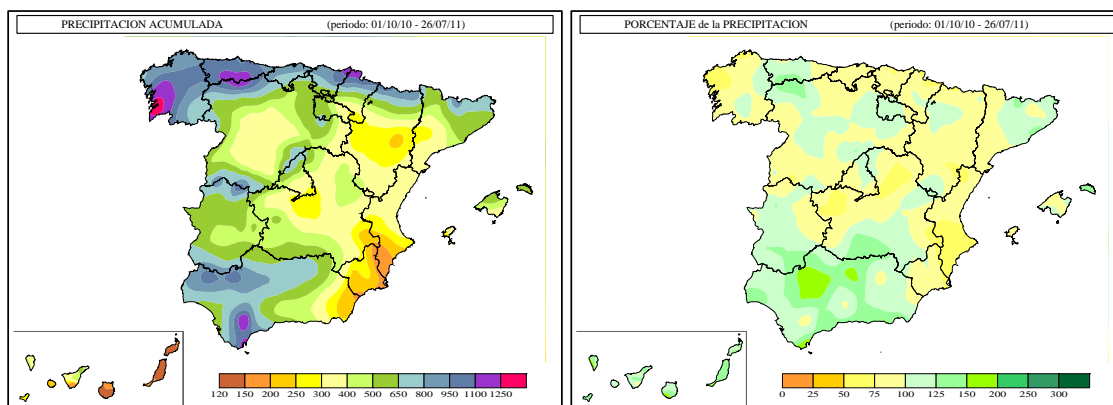 PRECIPITACION ACUMULADA (periodo: 01/10/10 - 26/07/11)
120 150 200 250 300 400 500 650 800 950 1100 1250
PORCENTAJE de la PRECIPITACION (periodo: 01/10/10 - 26/07/11)
0 25 50 75 100 125 150 200 250 300